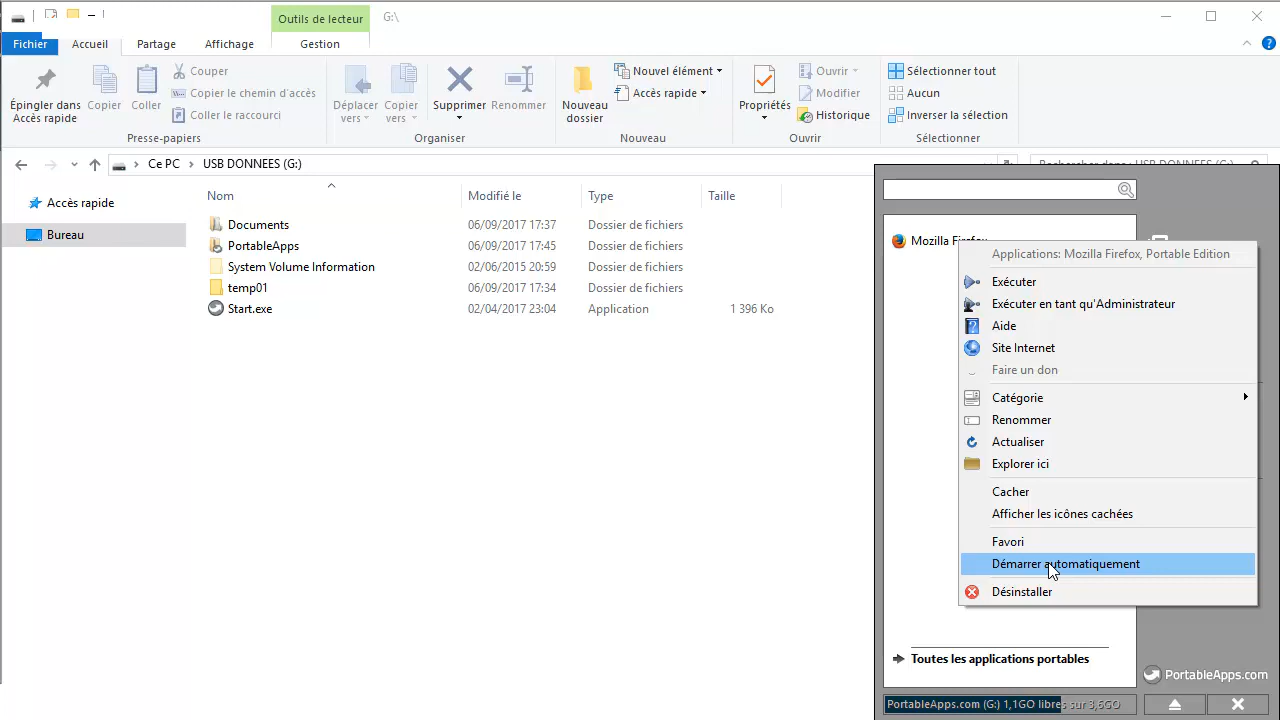 Outils de lecteur
G:\
Fichier
Accueil
Partage
Affichage
Gestion
Épingler dans
Accès rapide
Copier
Coller
Couper
Copier le chemin d'accès
Coller le raccourci
Presse-papiers
Déplacer
vers
Copier
vers
Supprimer
Renommer
Organiser
Nouveau
dossier
Nouvel élément
Accès rapide
Nouveau
Propriétés
Ouvrir
Modifier
Historique
Ouvrir
Sélectionner tout
Aucun
Inverser la sélection
Sélectionner
Ce PC
USB DONNEES (G:)
Rechercher dans : USB DONNEES (G:)
Accès rapide
Bureau
Nom
Modifié le
Type
Taille
Documents 06/09/2017 17:37 Dossier de fichiers
PortableApps 06/09/2017 17:45 Dossier de fichiers
System Volume Information 02/06/2015 20:59 Dossier de fichiers
temp01 06/09/2017 17:34 Dossier de fichiers
Start.exe 02/04/2017 23:04 Application 1 396 Ko
Mozilla Firefox
Applications: Mozilla Firefox, Portable Edition
Exécuter
Exécuter en tant qu'Administrateur
Aide
Site Internet
Faire un don
Catégorie
Renommer
Actualiser
Explorer ici
Cacher
Afficher les icônes cachées
Favori
Démarrer automatiquement
Désinstaller
Toutes les applications portables
PortableApps.com
PortableApps.com (G:) 1,1GO libres sur 3,6GO